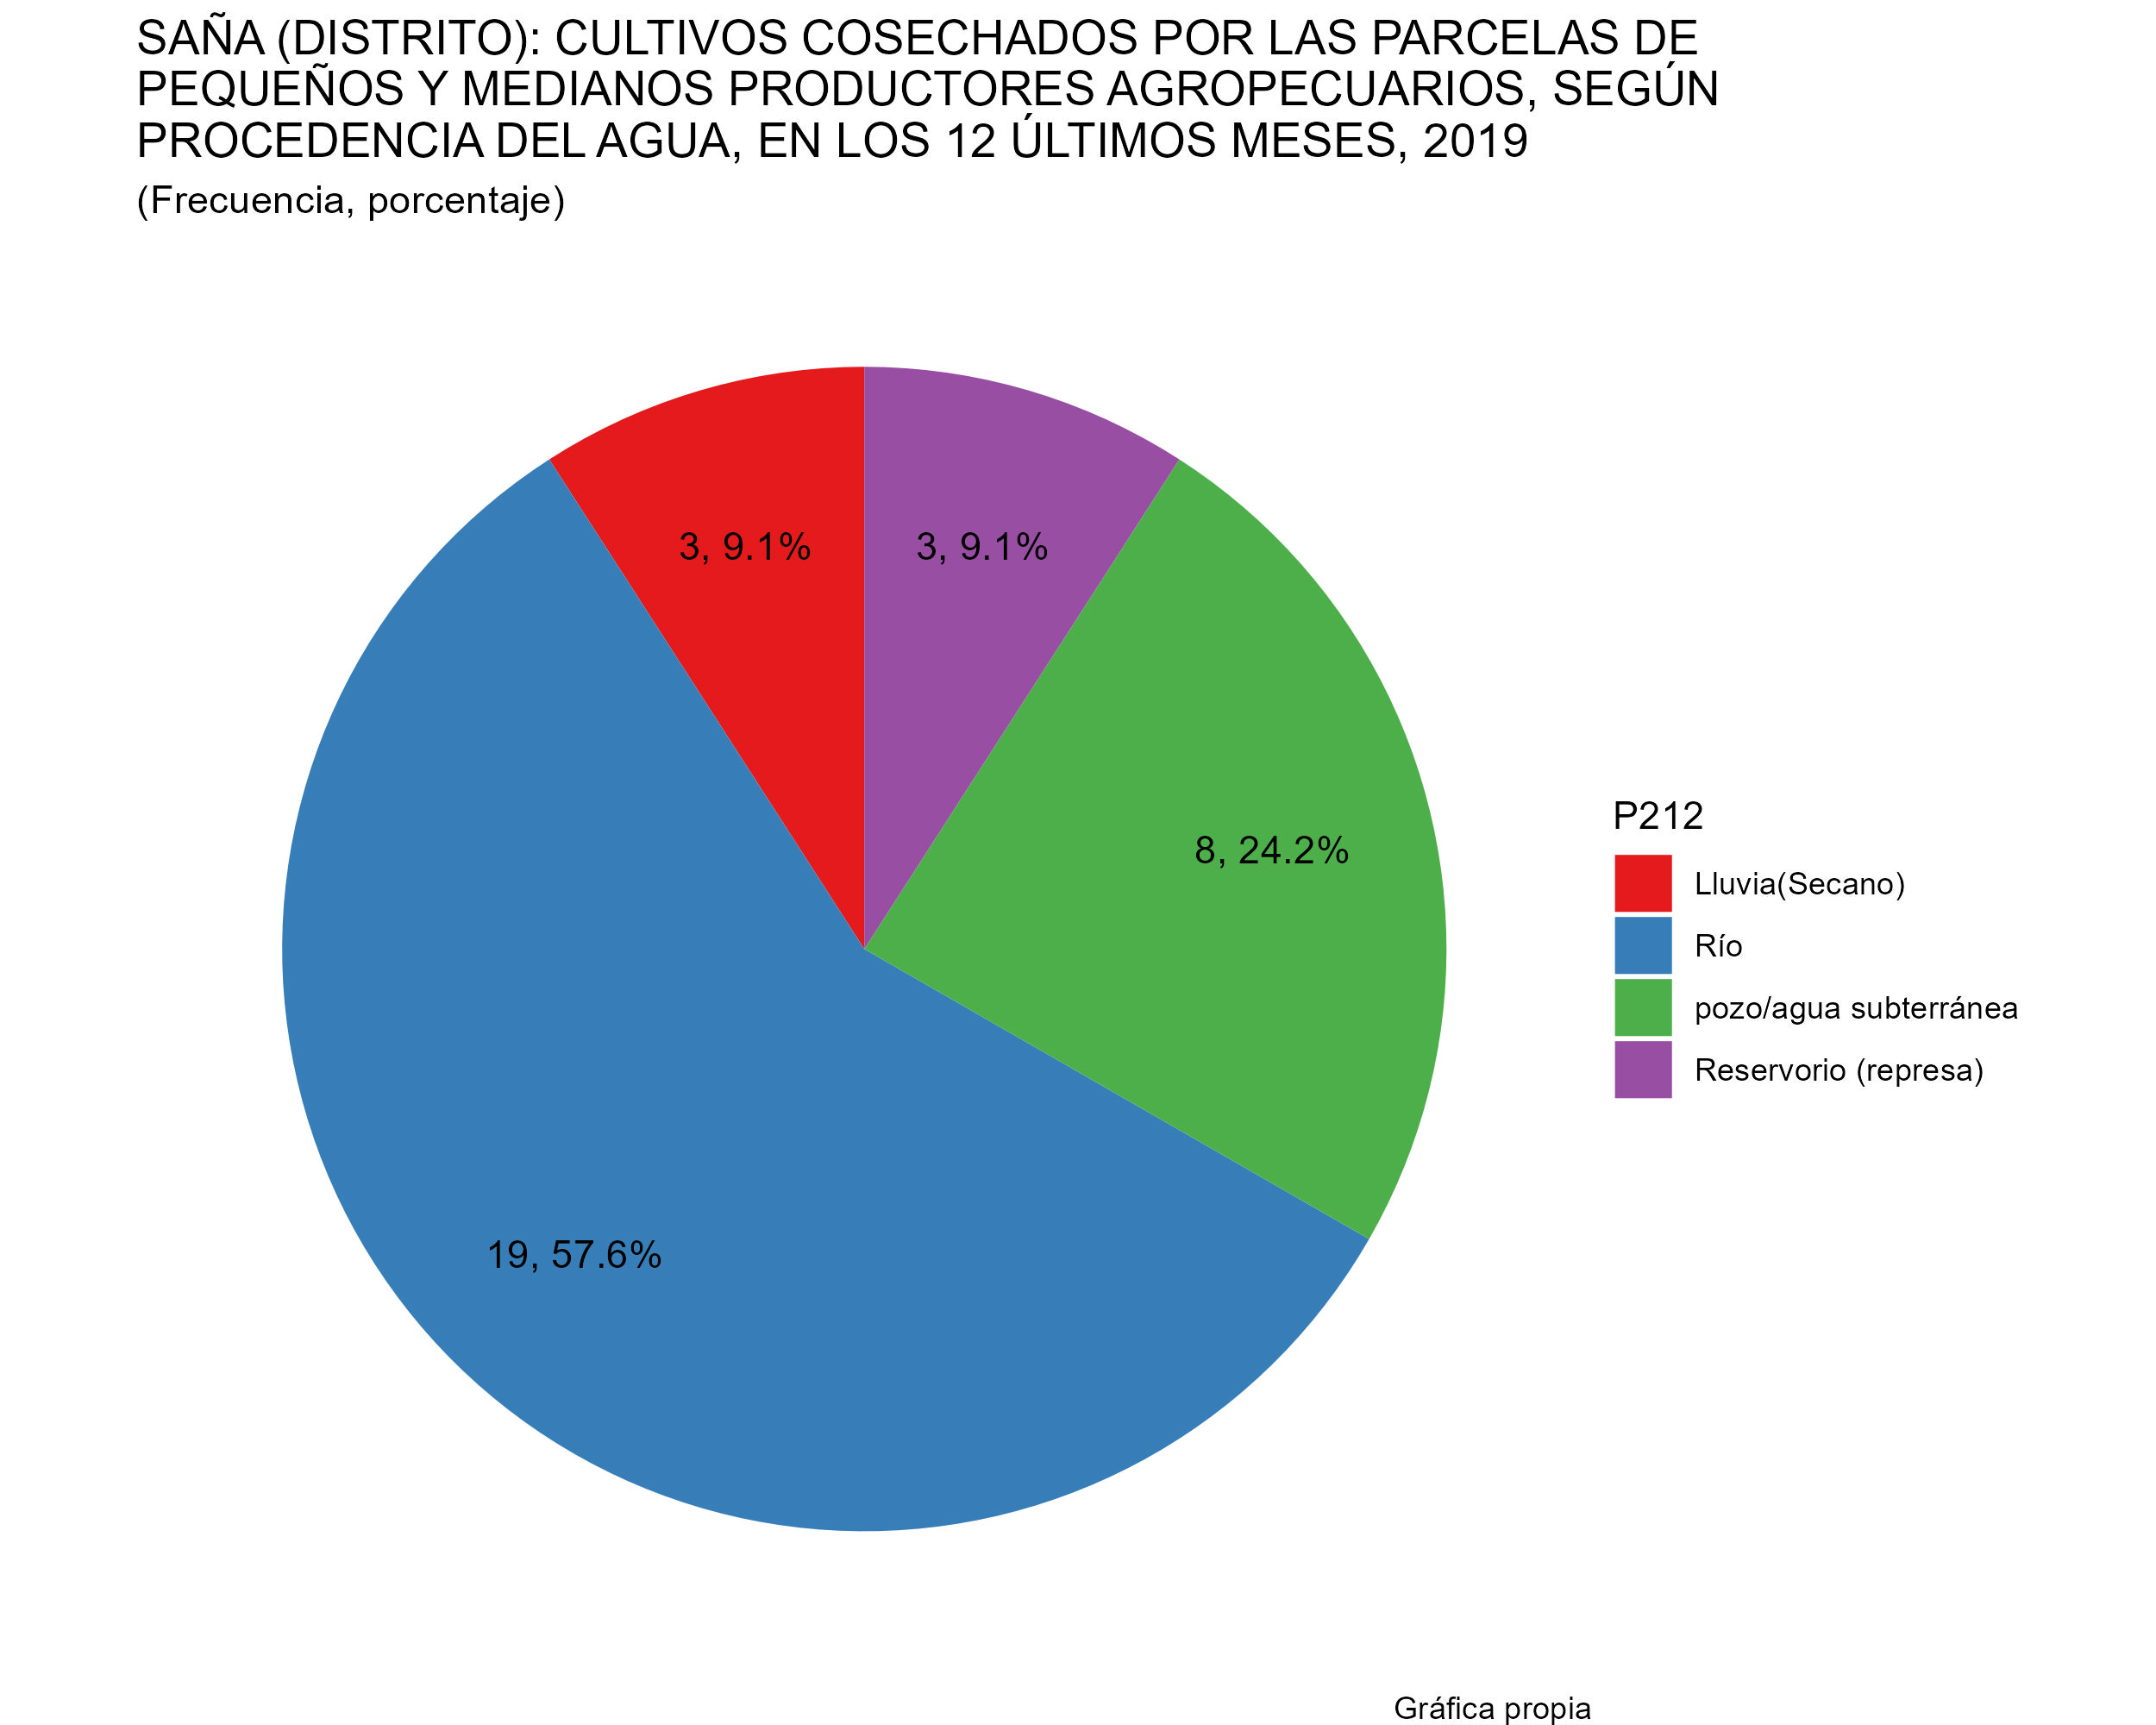 SAÑA (DISTRITO): CULTIVOS COSECHADOS POR LAS PARCELAS DE
PEQUEÑOS Y MEDIANOS PRODUCTORES AGROPECUARIOS, SEGÚN
PROCEDENCIA DEL AGUA, EN LOS 12 ÚLTIMOS MESES, 2019
(Frecuencia, porcentaje)
3, 9.1%
3, 9.1%
8, 24.2%
19, 57.6%
P212
Lluvia(Secano)
Río
pozo/agua subterránea
Reservorio (represa)
Gráfica propia